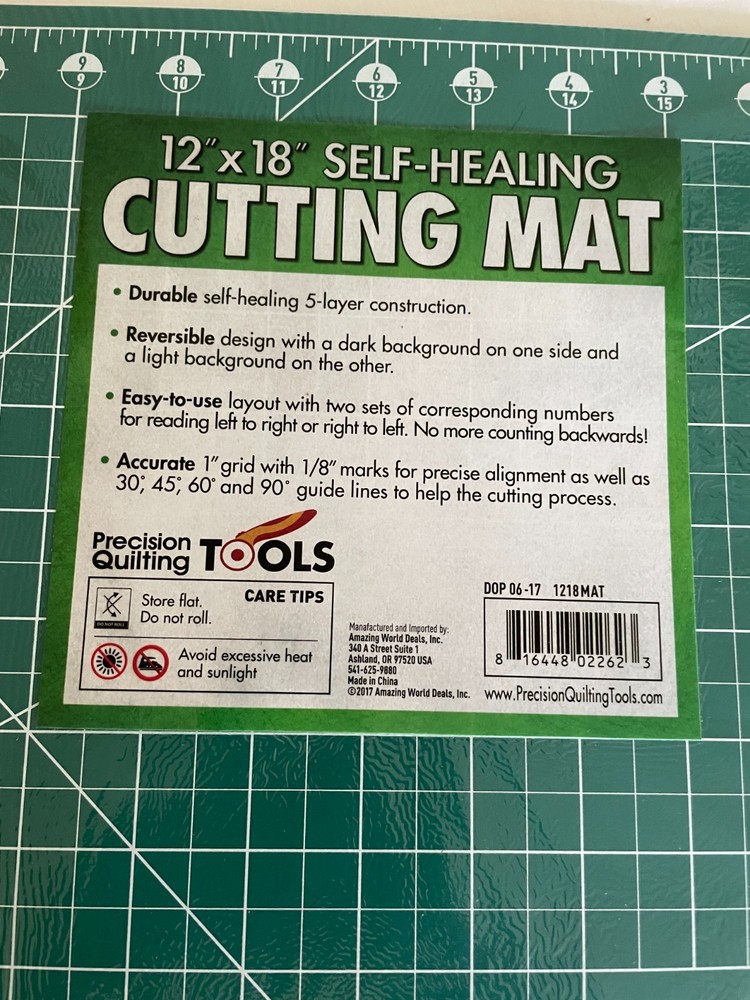 9 8 7 6 5 4 3
9 10 11 12 13 14 15
12" x 18" SELF-HEALING
CUTTING MAT
• Durable self-healing 5-layer construction.
• Reversible design with a dark background on one side and
a light background on the other.
• Easy-to-use layout with two sets of corresponding numbers
for reading left to right or right to left. No more counting backwards!
• Accurate 1" grid with 1/8" marks for precise alignment as well as
30°, 45°, 60° and 90° guide lines to help the cutting process.
Precision
Quilting TOOLS
CARE TIPS
Store flat.
Do not roll.
DO NOT ROLL
Avoid excessive heat
and sunlight
Manufactured and Imported by:
Amazing World Deals, Inc.
340 A Street Suite 1
Ashland, OR 97520 USA
541-625-9880
Made in China
©2017 Amazing World Deals, Inc.
DOP 06-17 1218MAT
8 16448 02262 3
www.PrecisionQuiltingTools.com